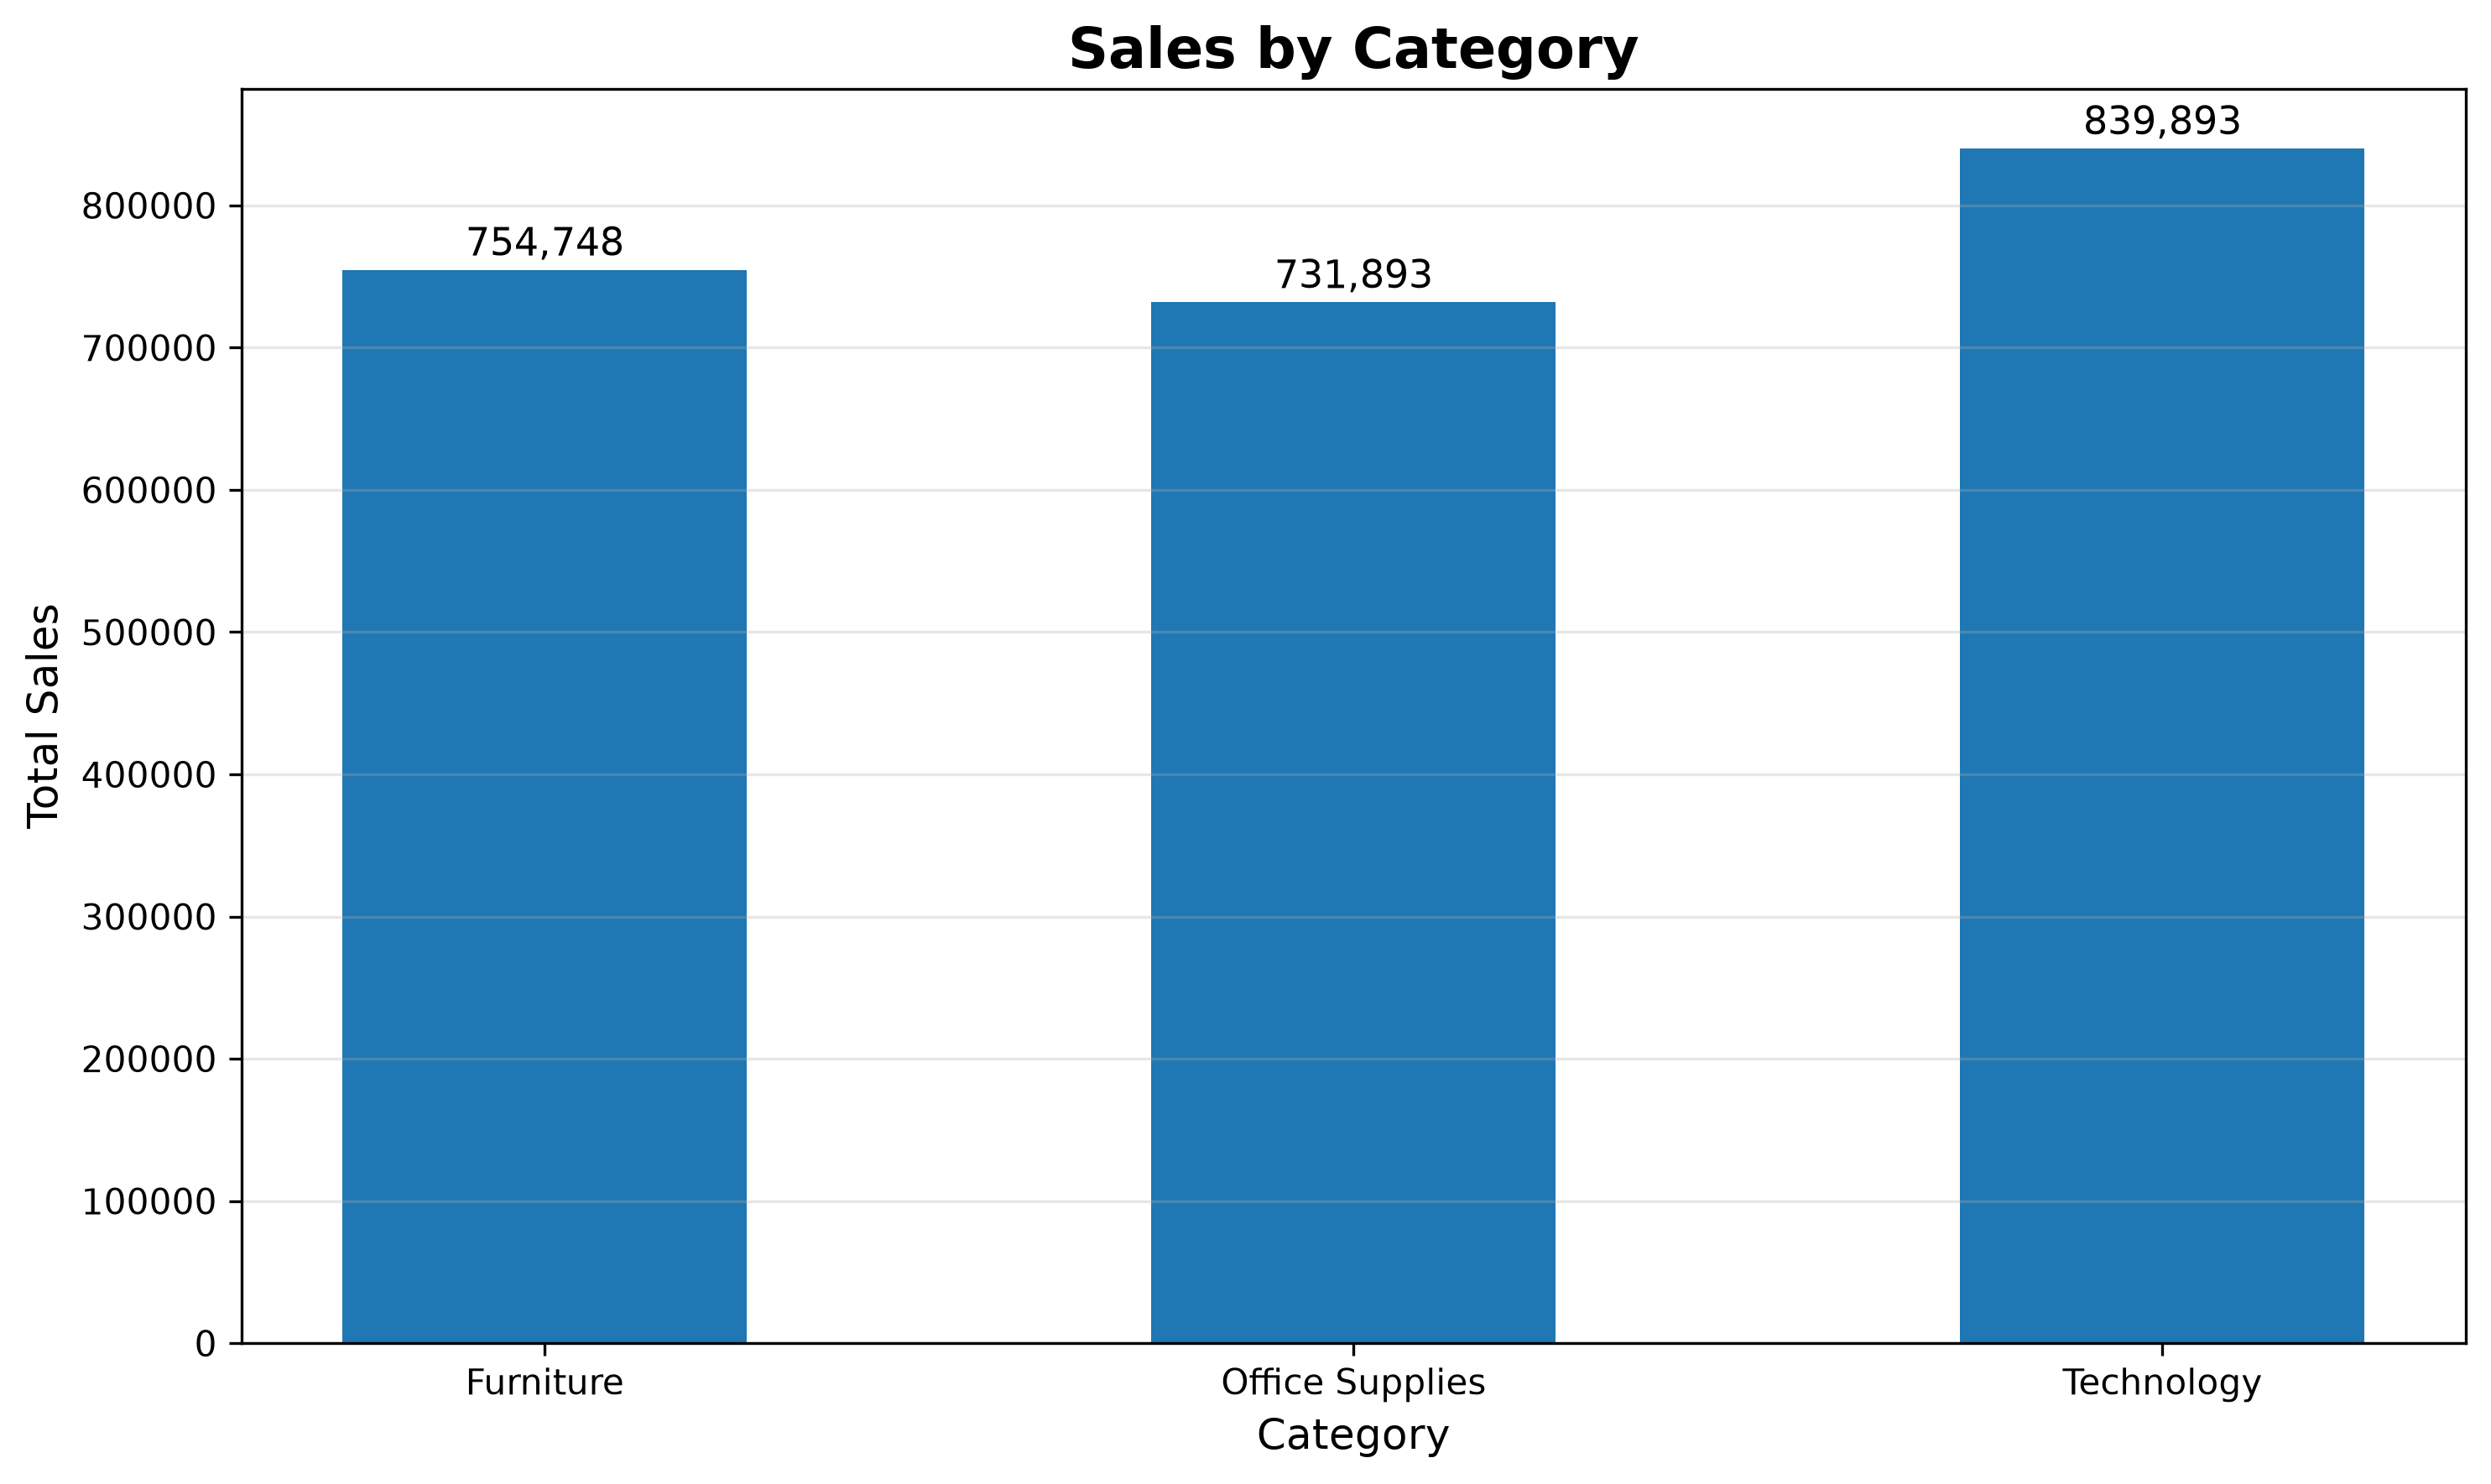 Sales by Category
839,893
800000
754,748
731,893
700000
600000
500000
Total Sales
400000
300000
200000
100000
0
Furniture
Office Supplies
Technology
Category